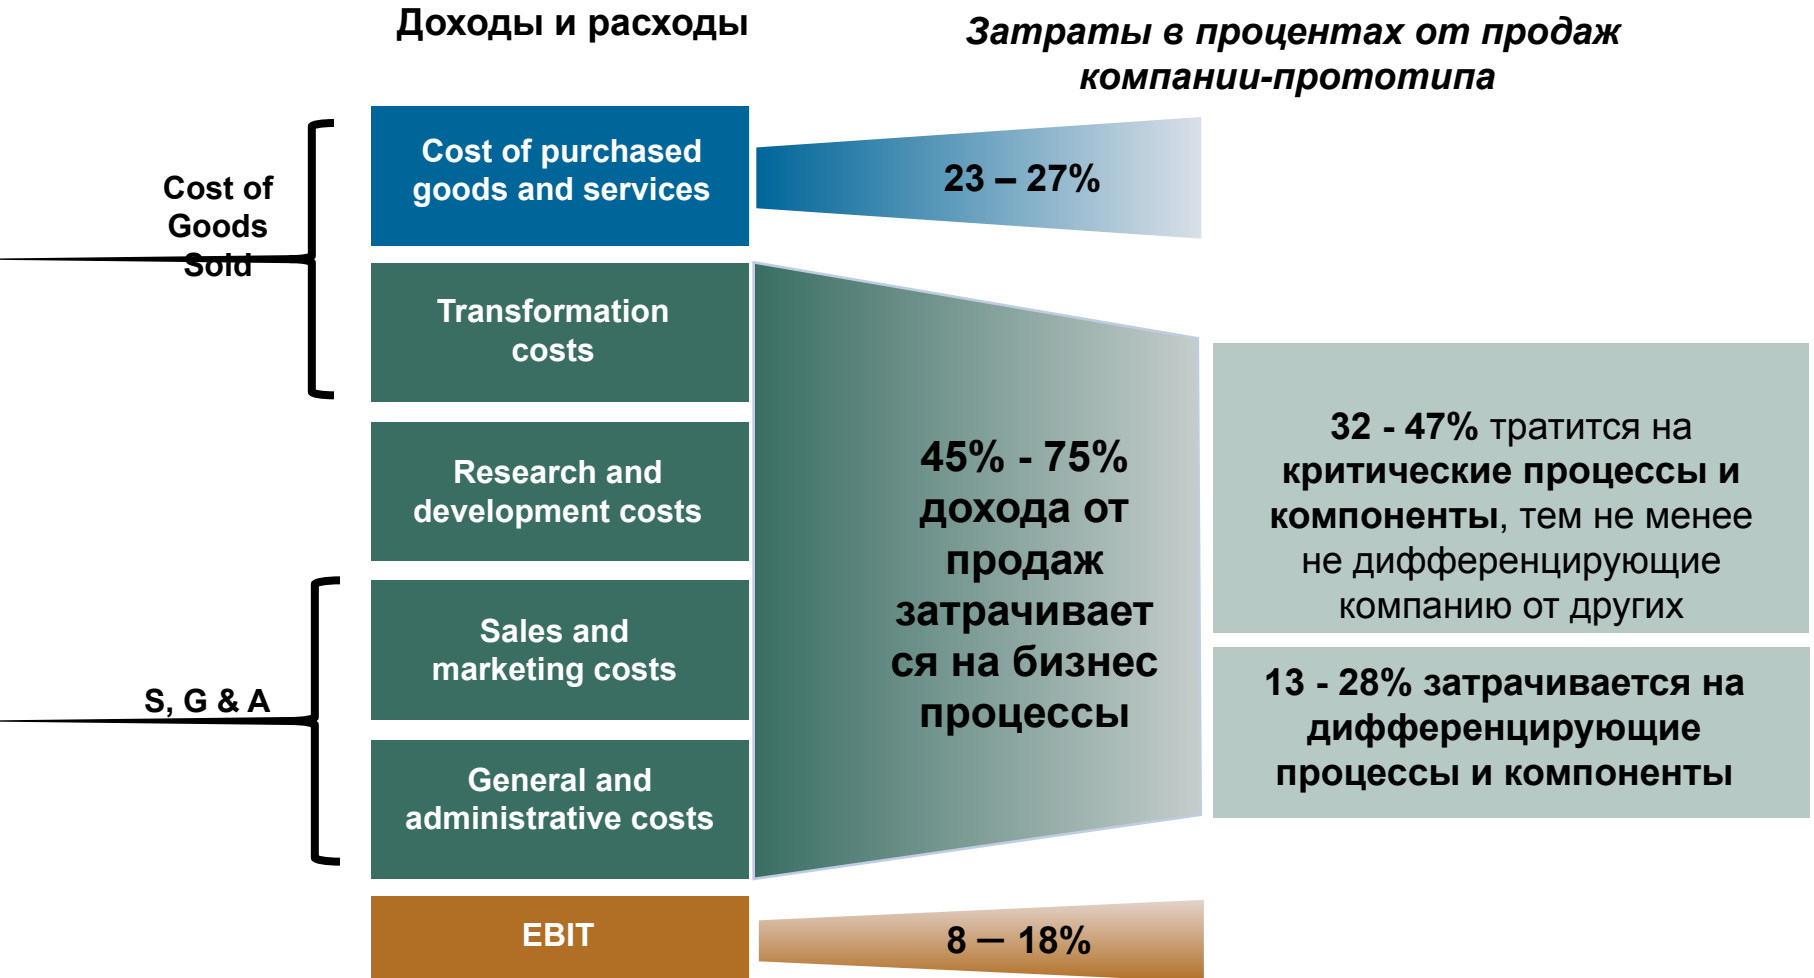 Доходы и расходы
Затраты в процентах от продаж
компании-прототипа
Cost of
Goods
Sold
Cost of purchased
goods and services
23 – 27%
Transformation
costs
Research and
development costs
45% - 75%
дохода от
продаж
затрачивает
ся на бизнес
процессы
32 - 47% тратится на
критические процессы и
компоненты, тем не менее
не дифференцирующие
компанию от других
S, G & A
Sales and
marketing costs
13 - 28% затрачивается на
дифференцирующие
процессы и компоненты
General and
administrative costs
EBIT
8 – 18%